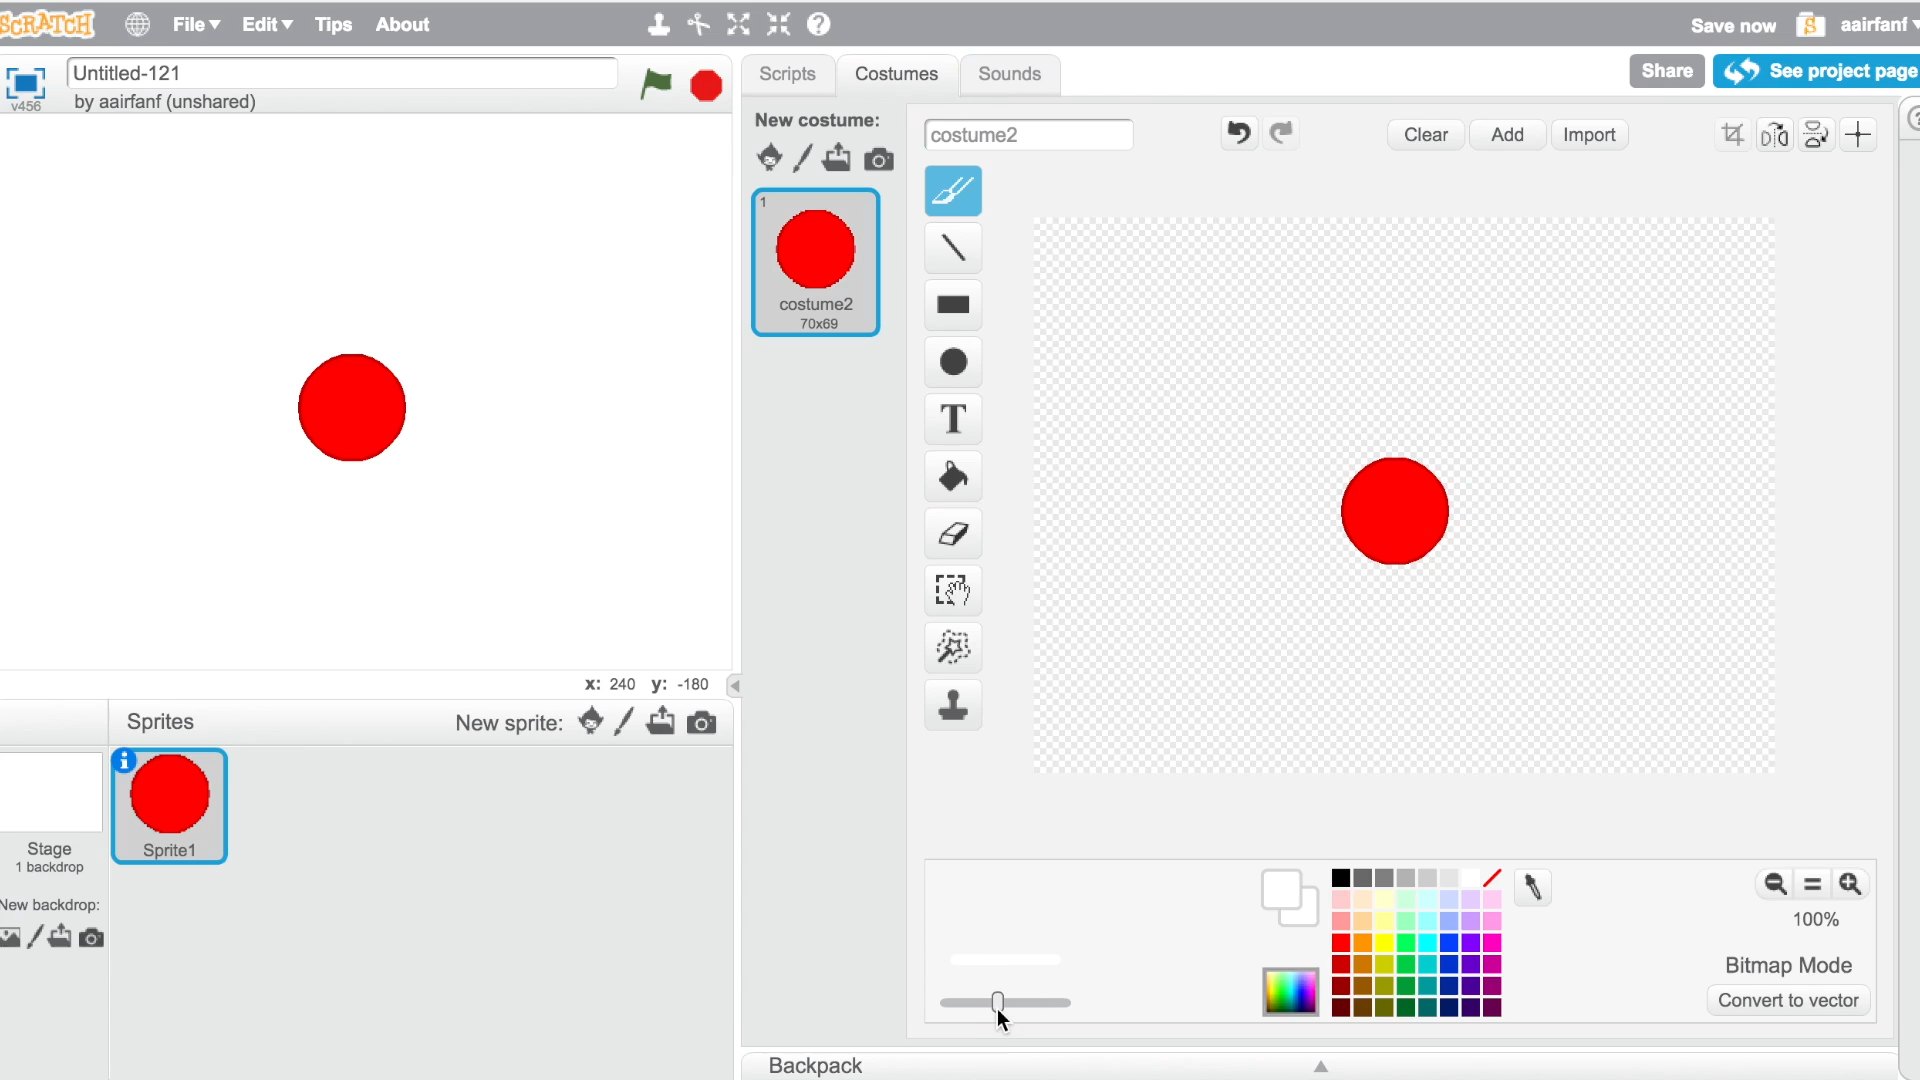 SCRATCH File Edit Tips About Save now aairfanf
v456 Untitled-121
by aairfanf (unshared)
Scripts Costumes Sounds Share See project page
New costume:
costume2 Clear Add Import
1
costume2
70x69
T
x: 240 y: -180
Sprites New sprite:
Sprite1
Stage
1 backdrop
New backdrop:
100%
Bitmap Mode
Convert to vector
Backpack